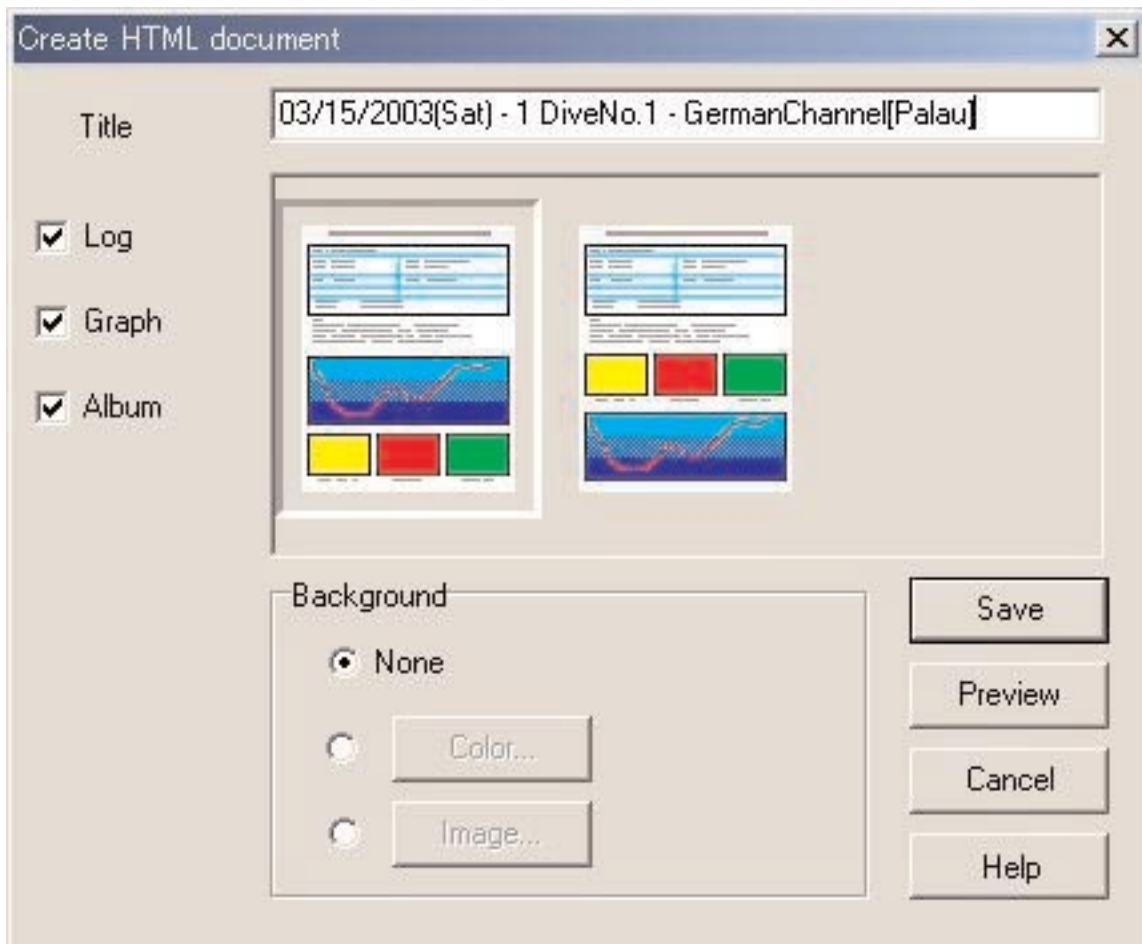 Create HTML document
Title
03/15/2003(Sat) - 1 DiveNo.1 - GermanChannel[Palau]
Log
Graph
Album
Background
None
Color...
Image...
Save
Preview
Cancel
Help